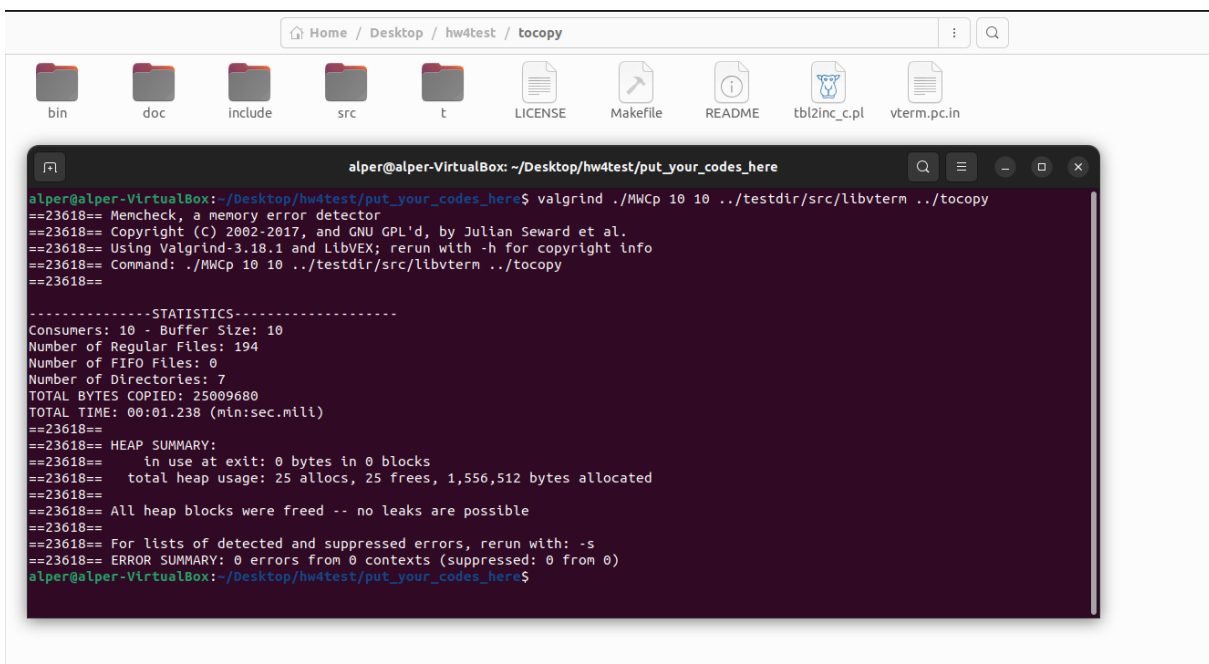 Home / Desktop / hw4test / tocopy
bin doc include src t LICENSE Makefile README tbl2inc_c.pl vterm.pc.in
alper@alper-VirtualBox: ~/Desktop/hw4test/put_your_codes_here
alper@alper-VirtualBox:~/Desktop/hw4test/put_your_codes_here$ valgrind ./MWCp 10 10 ../testdir/src/libvterm ../tocopy
==23618== Memcheck, a memory error detector
==23618== Copyright (C) 2002-2017, and GNU GPL'd, by Julian Seward et al.
==23618== Using Valgrind-3.18.1 and LibVEX; rerun with -h for copyright info
==23618== Command: ./MWCp 10 10 ../testdir/src/libvterm ../tocopy
==23618==
---------------STATISTICS--------------------
Consumers: 10 - Buffer Size: 10
Number of Regular Files: 194
Number of FIFO Files: 0
Number of Directories: 7
TOTAL BYTES COPIED: 25009680
TOTAL TIME: 00:01.238 (min:sec.mili)
==23618==
==23618== HEAP SUMMARY:
==23618==     in use at exit: 0 bytes in 0 blocks
==23618==   total heap usage: 25 allocs, 25 frees, 1,556,512 bytes allocated
==23618==
==23618== All heap blocks were freed -- no leaks are possible
==23618==
==23618== For lists of detected and suppressed errors, rerun with: -s
==23618== ERROR SUMMARY: 0 errors from 0 contexts (suppressed: 0 from 0)
alper@alper-VirtualBox:~/Desktop/hw4test/put_your_codes_here$